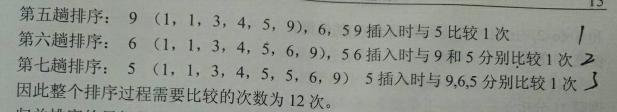 15
第五趟排序： 9 （1，1，3，4，5，9），6，5 9 插入时与 5 比较 1 次 1
第六趟排序： 6 （1，1，3，4，5，6，9），5 6 插入时与 9 和 5 分别比较 1 次 2
第七趟排序： 5 （1，1，3，4，5，5，6，9） 5 插入时与 9,6,5 分别比较 1 次 3
因此整个排序过程需要比较的次数为 12 次。